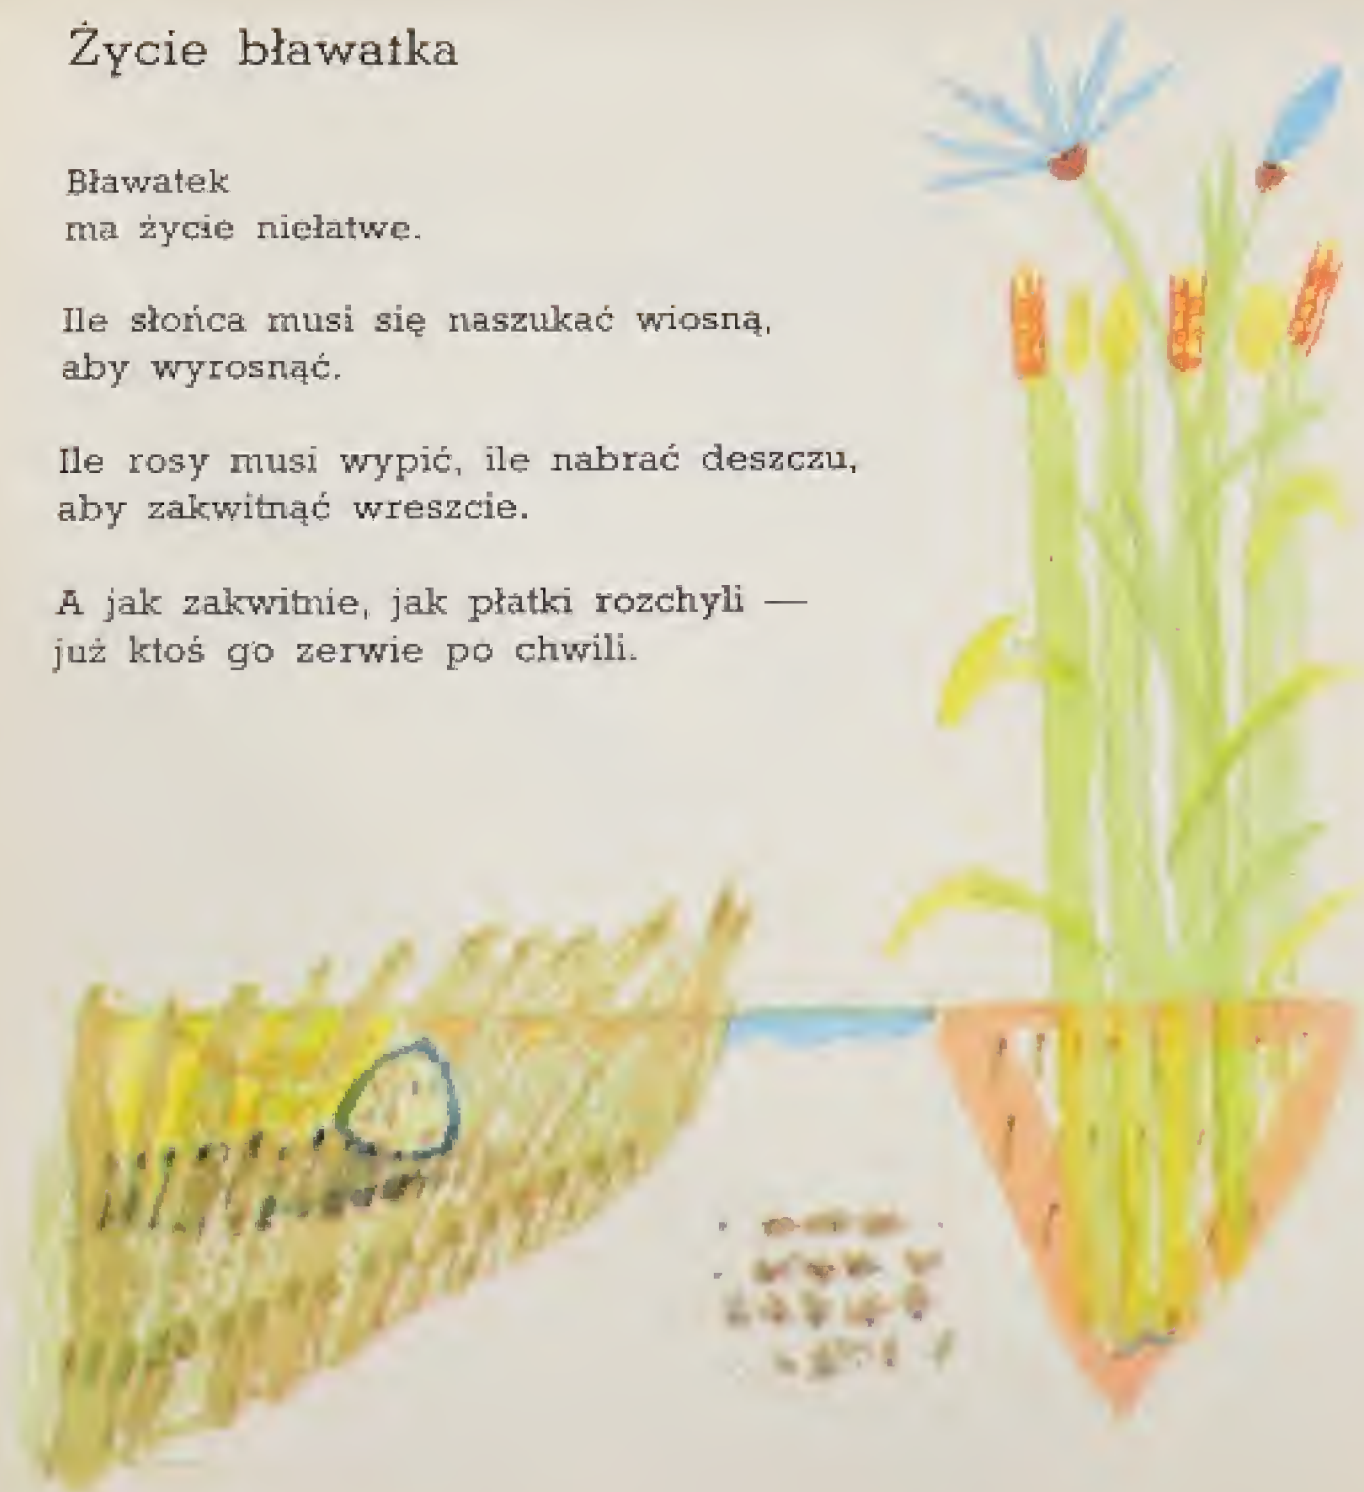 Życie bławatka
Bławatek
ma życie niełatwe.
Ile słońca musi się naszukać wiosną,
aby wyrosnąć.
Ile rosy musi wypić, ile nabrać deszczu,
aby zakwitnąć wreszcie.
A jak zakwitnie, jak płatki rozchyli —
już ktoś go zerwie po chwili.